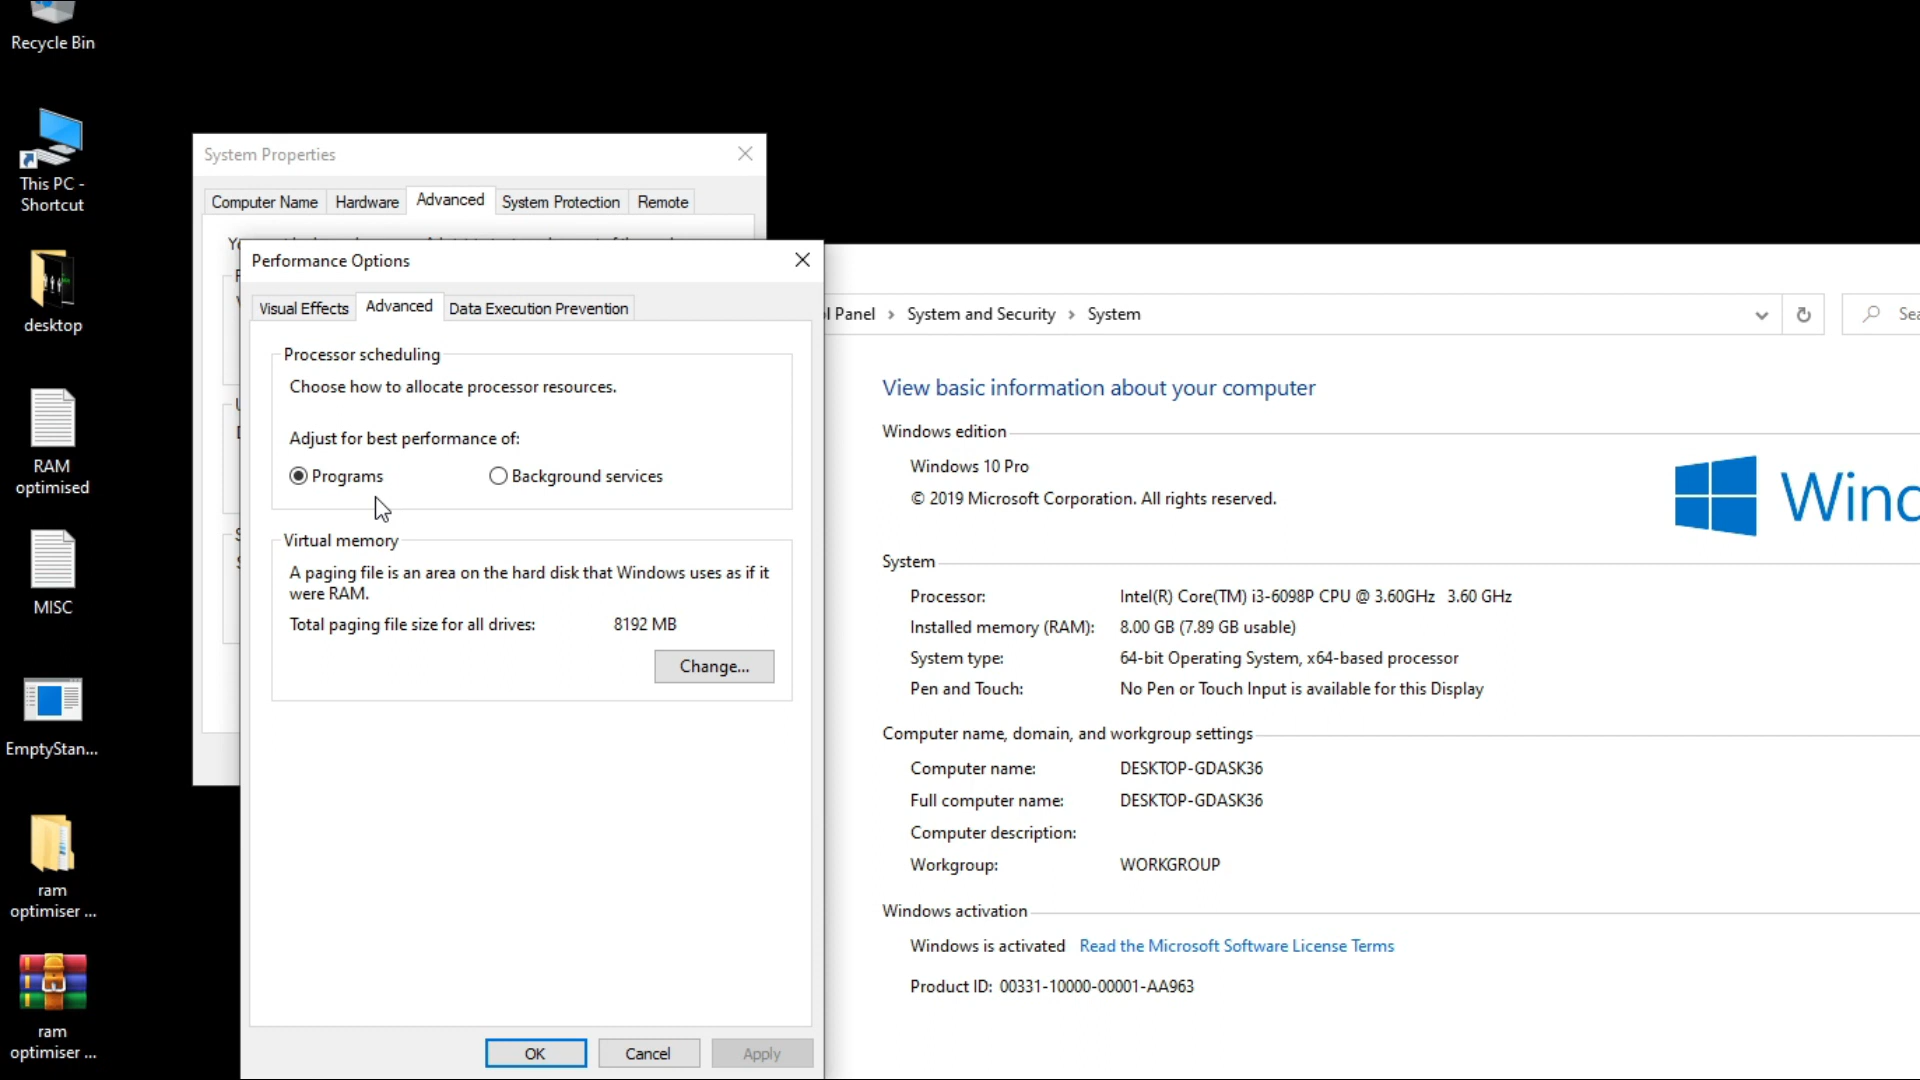 Recycle Bin
This PC -
Shortcut
desktop
RAM
optimised
MISC
EmptyStan...
ram
optimiser ...
ram
optimiser ...
System Properties
Computer Name
Hardware
Advanced
System Protection
Remote
Performance Options
Visual Effects
Advanced
Data Execution Prevention
Processor scheduling
Choose how to allocate processor resources.
Adjust for best performance of:
Programs
Background services
Virtual memory
A paging file is an area on the hard disk that Windows uses as if it
were RAM.
Total paging file size for all drives: 8192 MB
Change...
OK
Cancel
Apply
l Panel › System and Security › System
Sea
View basic information about your computer
Windows edition
Windows 10 Pro
© 2019 Microsoft Corporation. All rights reserved.
Wind
System
Processor: Intel(R) Core(TM) i3-6098P CPU @ 3.60GHz 3.60 GHz
Installed memory (RAM): 8.00 GB (7.89 GB usable)
System type: 64-bit Operating System, x64-based processor
Pen and Touch: No Pen or Touch Input is available for this Display
Computer name, domain, and workgroup settings
Computer name: DESKTOP-GDASK36
Full computer name: DESKTOP-GDASK36
Computer description:
Workgroup: WORKGROUP
Windows activation
Windows is activated Read the Microsoft Software License Terms
Product ID: 00331-10000-00001-AA963